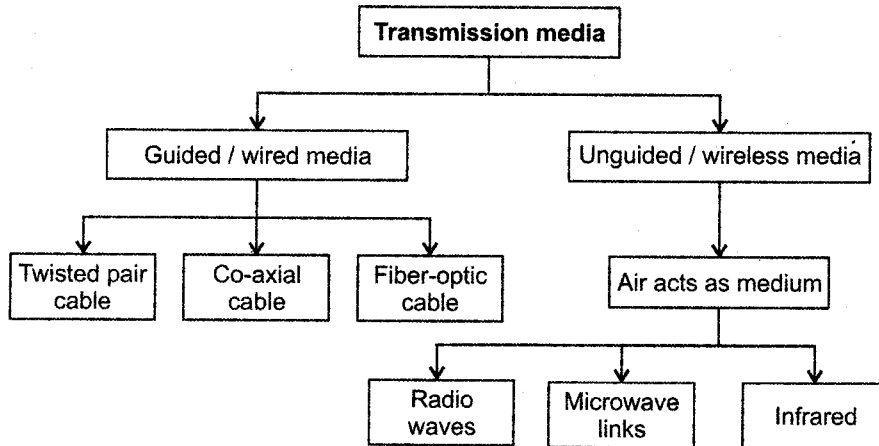 Transmission media
Guided / wired media
Unguided / wireless media
Twisted pair
cable
Co-axial
cable
Fiber-optic
cable
Air acts as medium
Radio
waves
Microwave
links
Infrared